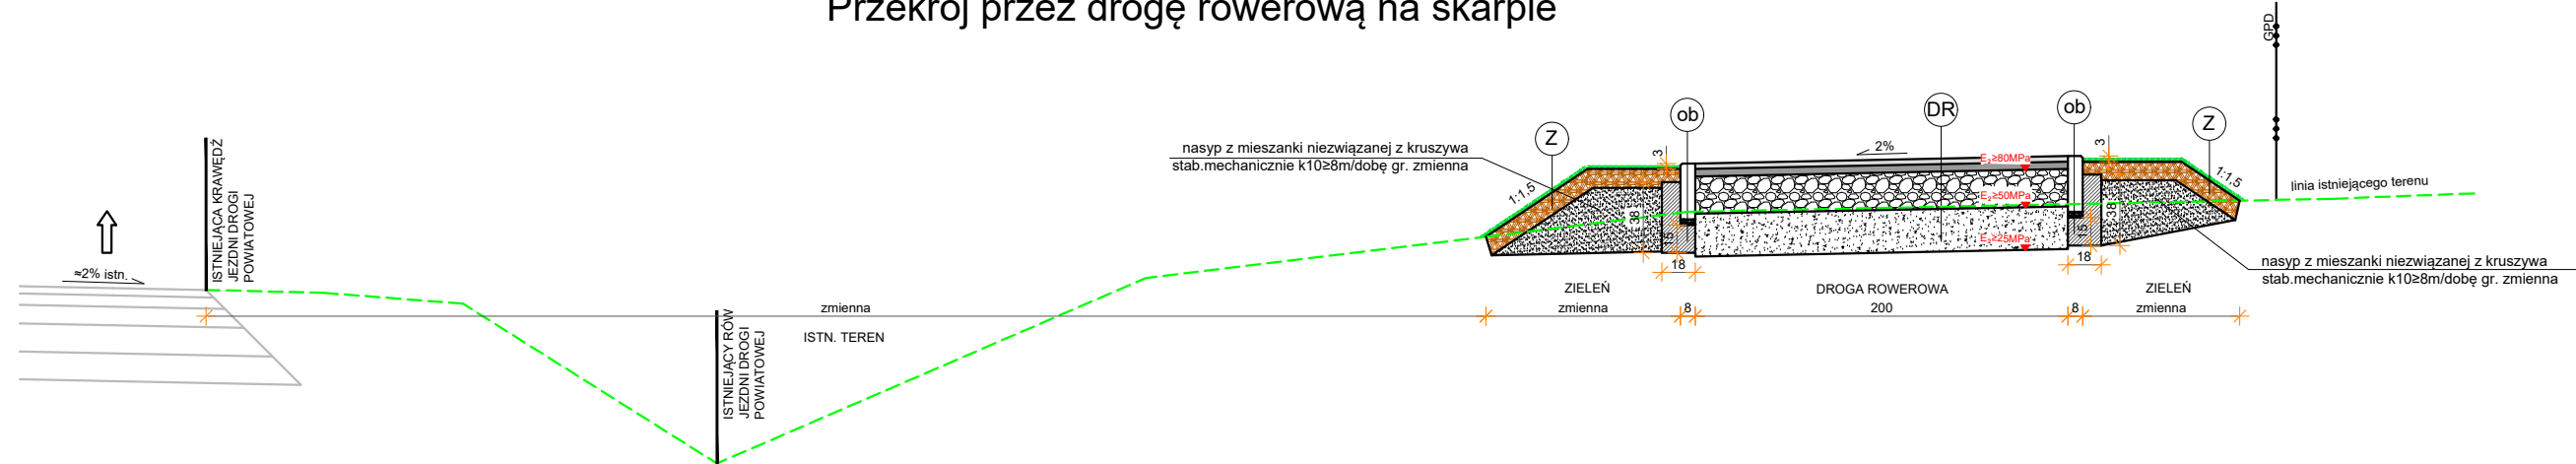 Przekrój przez drogę rowerową na skarpie
GPD
ob
DR
ob
Z
Z
nasyp z mieszanki niezwiązanej z kruszywa
stab.mechanicznie k10≥8m/dobę gr. zmienna
3
2%
3
E₂≥80MPa
1:1,5
1:1,5
ISTNIEJĄCA KRAWĘDŹ
JEZDNI DROGI
POWIATOWEJ
linia istniejącego terenu
E₂≥50MPa
38
38
15
15
E₂≥25MPa
18
18
nasyp z mieszanki niezwiązanej z kruszywa
stab.mechanicznie k10≥8m/dobę gr. zmienna
≈2% istn.
ZIELEŃ
DROGA ROWEROWA
ZIELEŃ
zmienna
zmienna
8
200
8
zmienna
ISTN. TEREN
ISTNIEJĄCY RÓW
JEZDNI DROGI
POWIATOWEJ